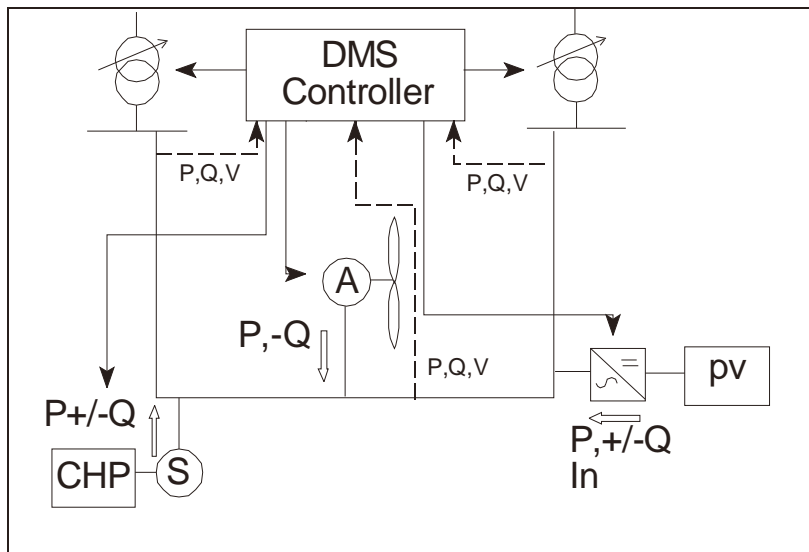 DMS
Controller
P,Q,V
P,Q,V
A
P,-Q
P,Q,V
pv
P+/-Q
P,+/-Q
In
CHP
S